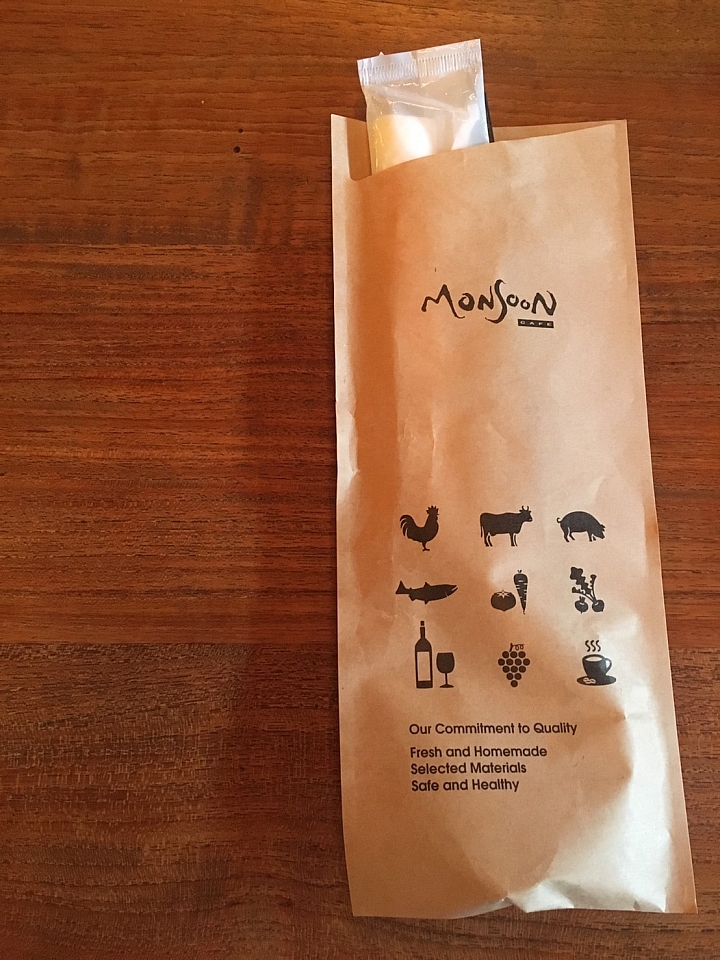 MONSOON
CAFE
Our Commitment to Quality
Fresh and Homemade
Selected Materials
Safe and Healthy